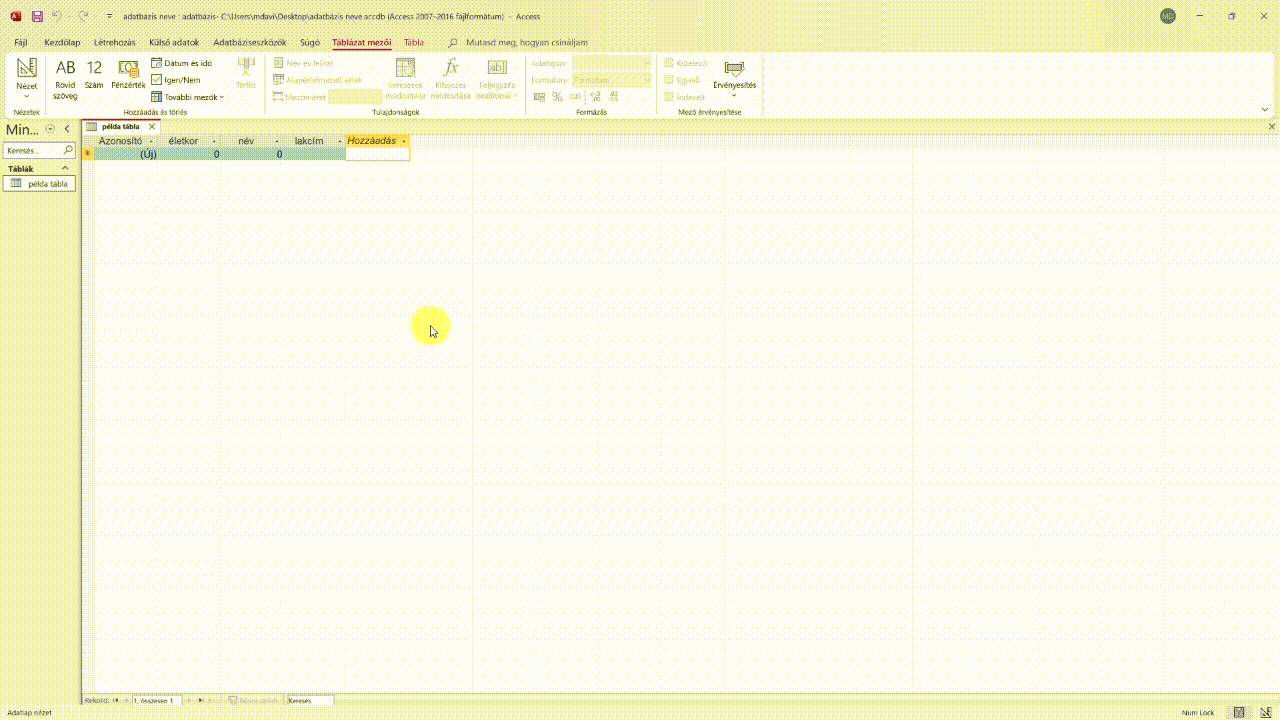 adatbázis neve : adatbázis- C:\Users\mdavi\Desktop\adatbázis neve.accdb (Access 2007–2016 fájlformátum) - Access
MD
Fájl Kezdőlap Létrehozás Külső adatok Adatbáziseszközök Súgó Táblázat mezői Tábla Mutasd meg, hogyan csináljam
Nézet
Nézetek
AB Rövid szöveg
12 Szám
Pénzérték
Dátum és idő
Igen/Nem
További mezők
Törlés
Hozzáadás és törlés
Név és felirat
Alapértelmezett érték
Mezőméret
Keresések módosítása
fx Kifejezés módosítása
ab Feljegyzés beállításai
Tulajdonságok
Adattípus:
Formátum: Formátum
Formázás
Kötelező
Egyedi
Indexelt
Érvényesítés
Mező érvényesítése
Min...
Keresés...
Táblák
példa tábla
példa tábla
Azonosító életkor név lakcím Hozzáadás
(Új) 0 0
Rekord: 1. összesen 1 Keresés
Adatlap nézet
Num Lock